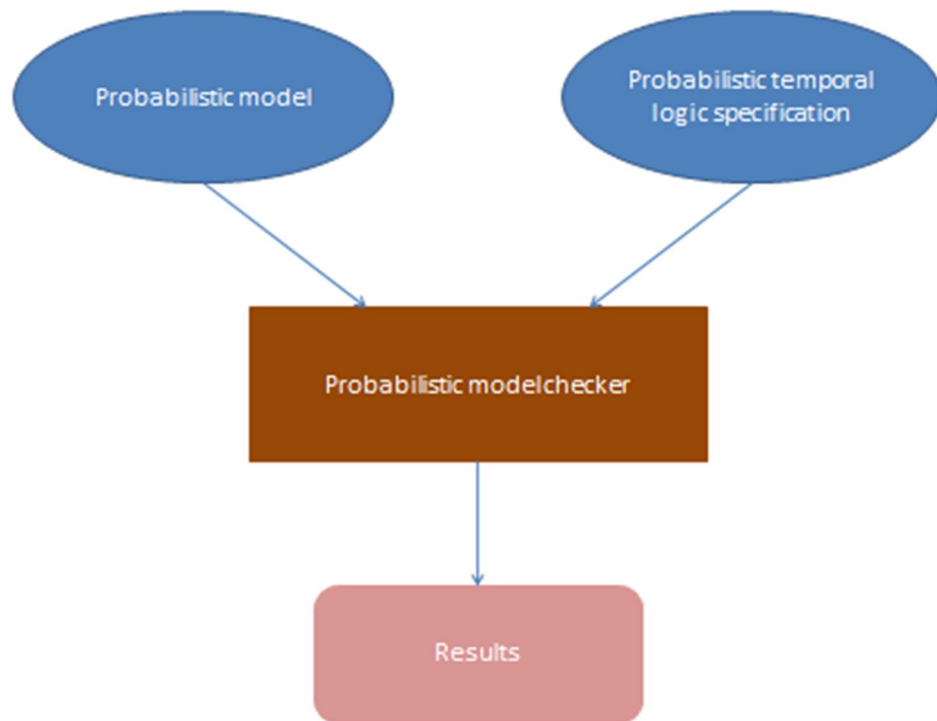 Probabilistic model
Probabilistic temporal
logic specification
Probabilistic modelchecker
Results